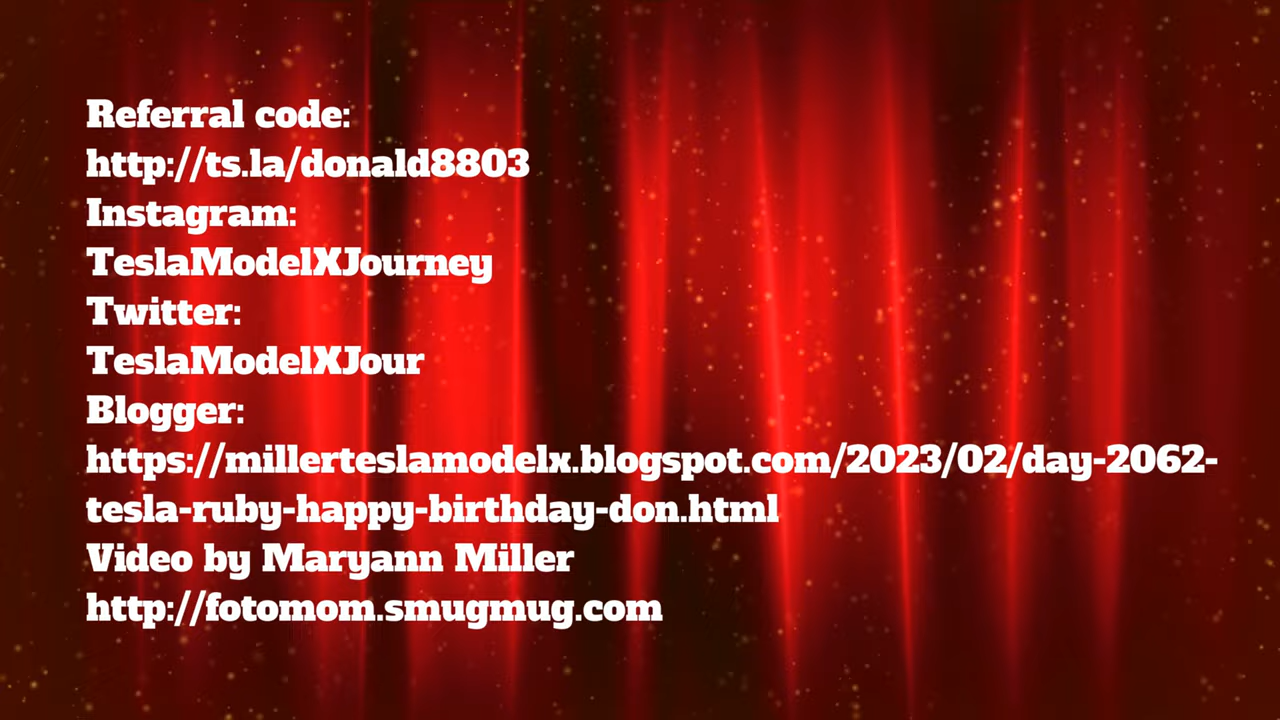 Referral code:
http://ts.la/donald8803
Instagram:
TeslaModelXJourney
Twitter:
TeslaModelXJour
Blogger:
https://millerteslamodelx.blogspot.com/2023/02/day-2062-
tesla-ruby-happy-birthday-don.html
Video by Maryann Miller
http://fotomom.smugmug.com